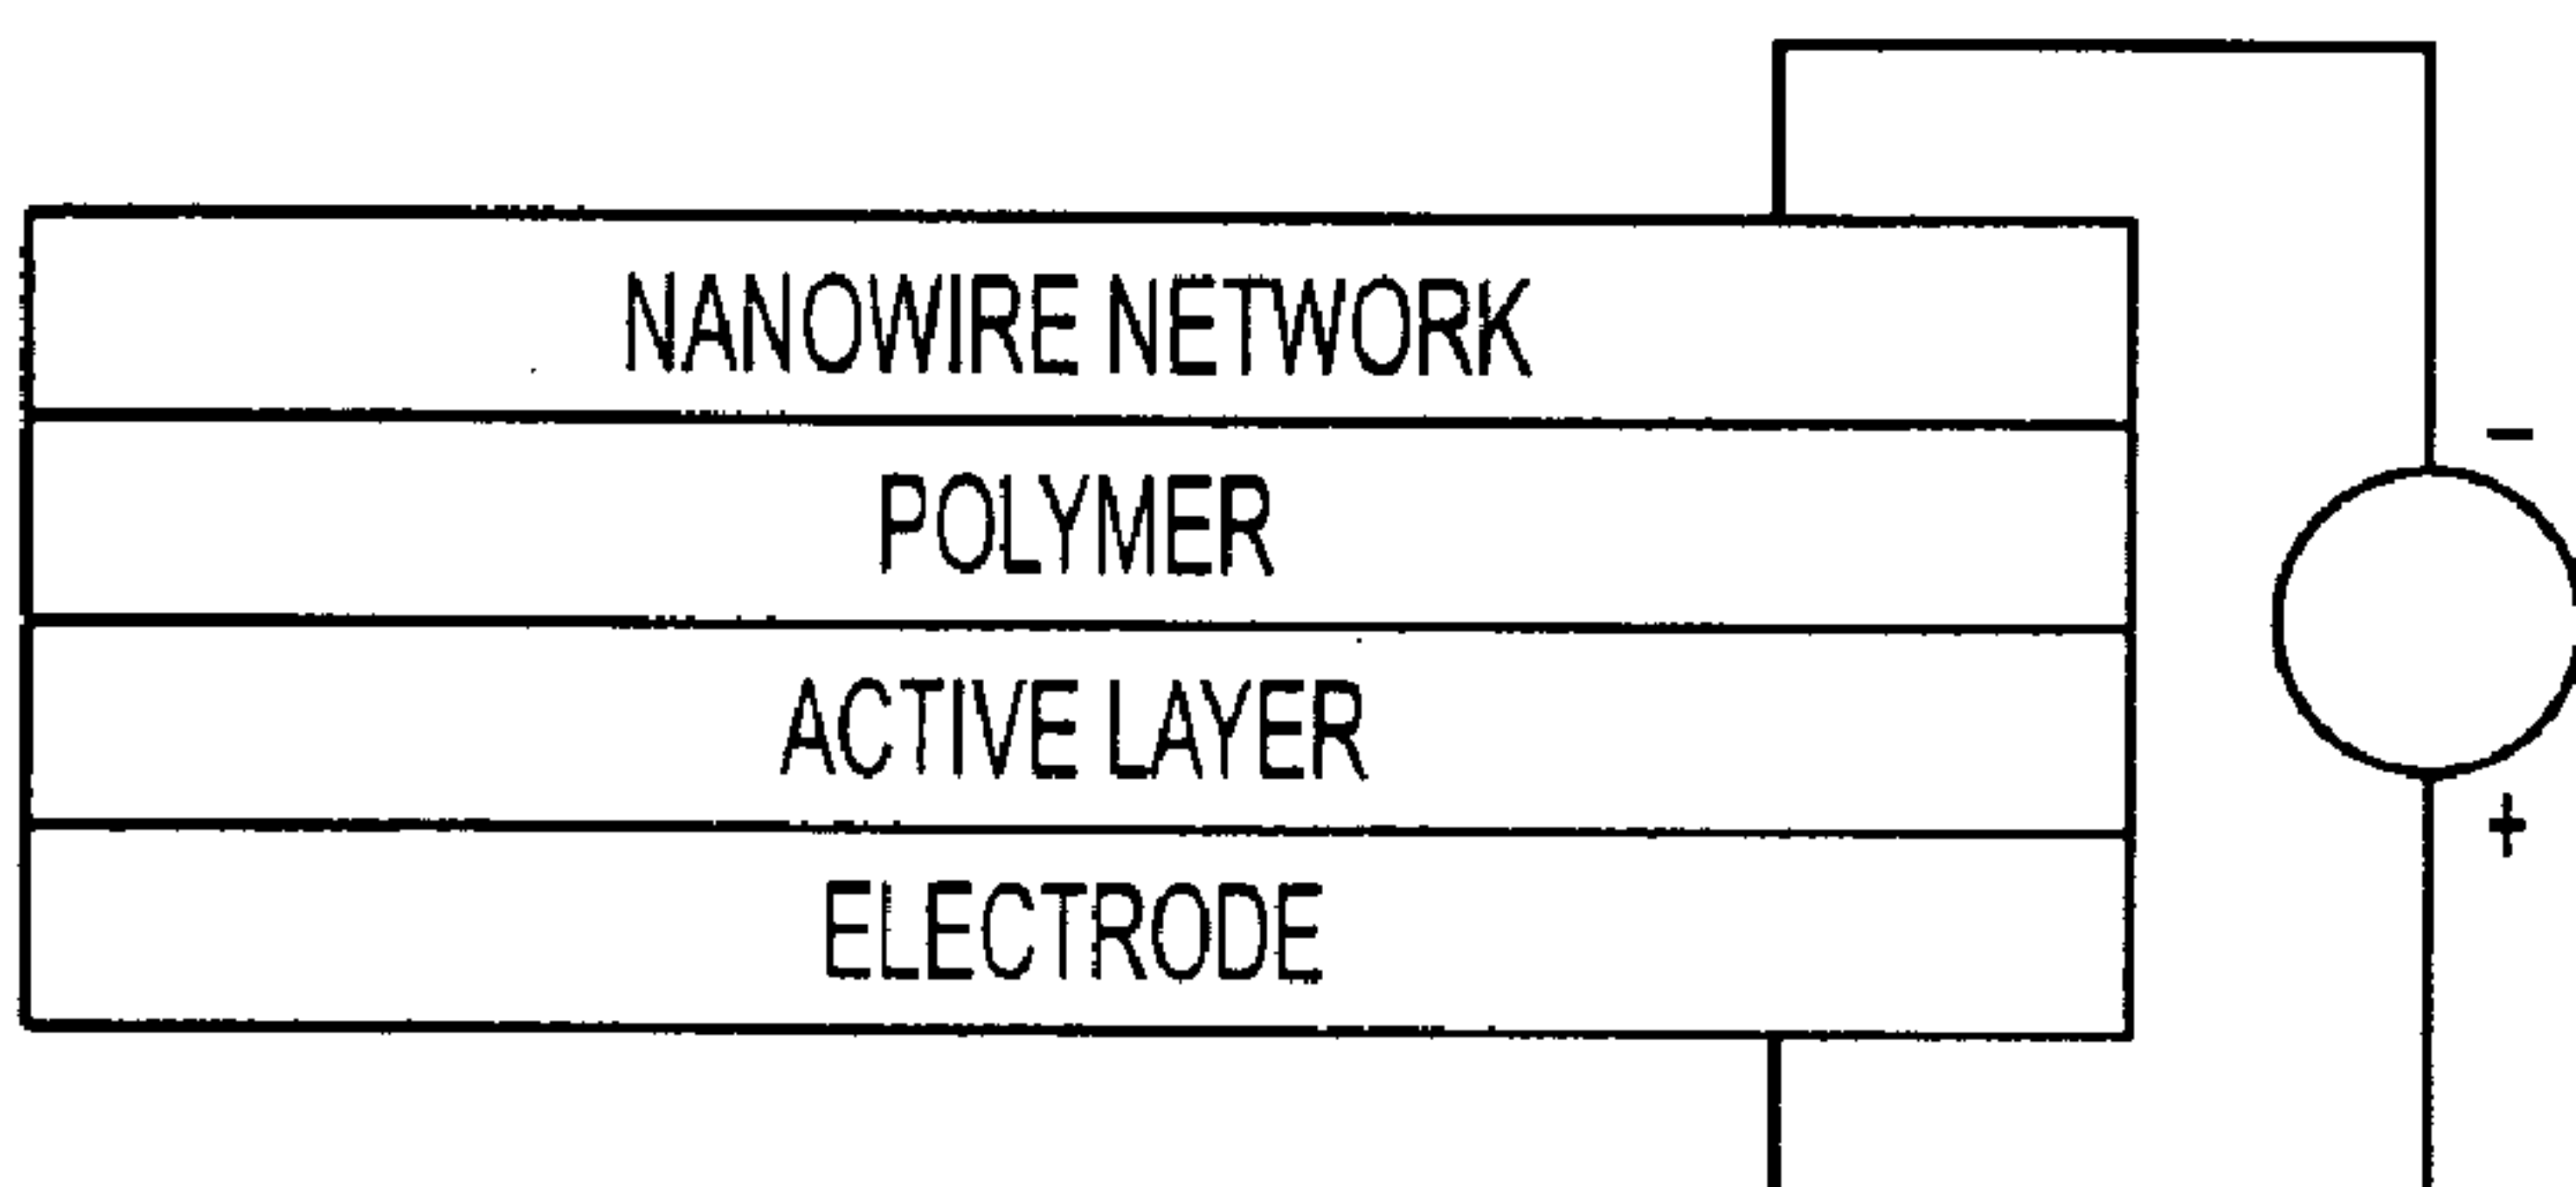 NANOWIRE NETWORK
POLYMER
ACTIVE LAYER
ELECTRODE
−
+